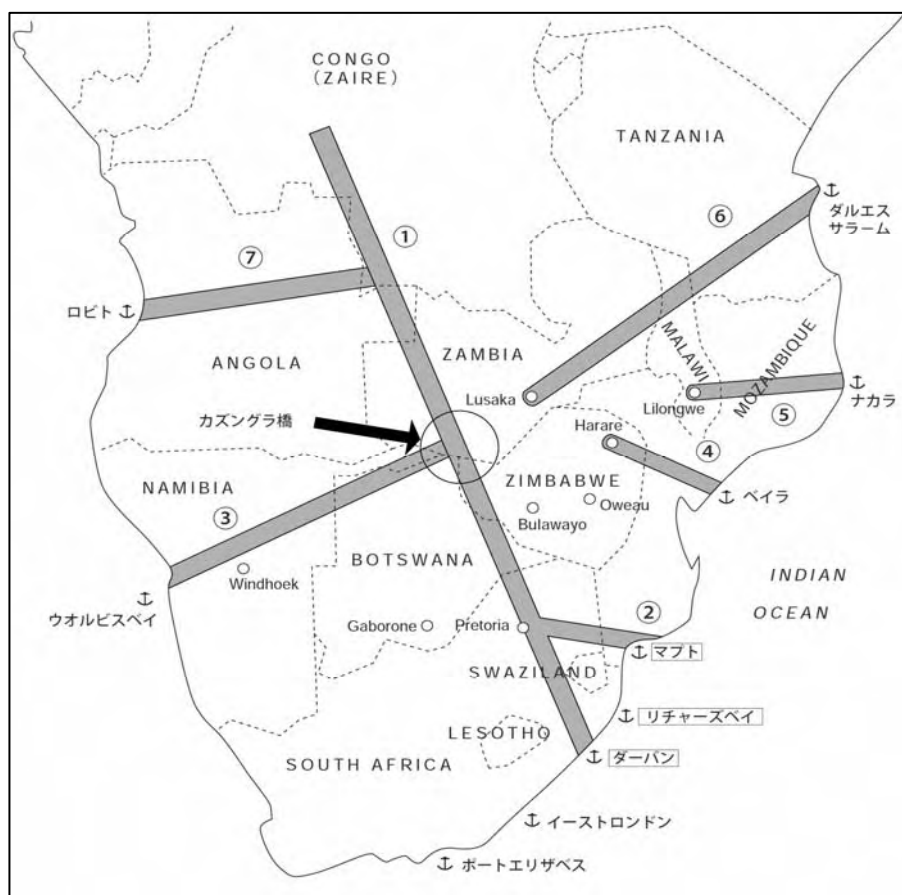 CONGO
(ZAIRE)
TANZANIA
⑥
ダルエス
サラーム
①
⑦
ロビト
ANGOLA
ZAMBIA
MALAWI
MOZAMBIQUE
Lusaka
Lilongwe
ナカラ
⑤
カズングラ橋
Harare
④
ベイラ
NAMIBIA
③
ZIMBABWE
Oweau
Bulawayo
BOTSWANA
Windhoek
INDIAN
OCEAN
ウオルビスベイ
Gaborone
Pretoria
②
マプト
SWAZILAND
リチャーズベイ
LESOTHO
ダーバン
SOUTH AFRICA
イーストロンドン
ポートエリザベス